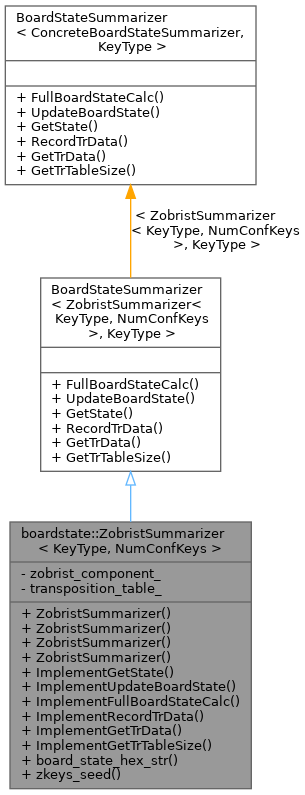 BoardStateSummarizer
< ConcreteBoardStateSummarizer,
KeyType >
+ FullBoardStateCalc()
+ UpdateBoardState()
+ GetState()
+ RecordTrData()
+ GetTrData()
+ GetTrTableSize()
< ZobristSummarizer
< KeyType, NumConfKeys
>, KeyType >
BoardStateSummarizer
< ZobristSummarizer<
KeyType, NumConfKeys
>, KeyType >
+ FullBoardStateCalc()
+ UpdateBoardState()
+ GetState()
+ RecordTrData()
+ GetTrData()
+ GetTrTableSize()
boardstate::ZobristSummarizer
< KeyType, NumConfKeys >
- zobrist_component_
- transposition_table_
+ ZobristSummarizer()
+ ZobristSummarizer()
+ ZobristSummarizer()
+ ZobristSummarizer()
+ ImplementGetState()
+ ImplementUpdateBoardState()
+ ImplementFullBoardStateCalc()
+ ImplementRecordTrData()
+ ImplementGetTrData()
+ ImplementGetTrTableSize()
+ board_state_hex_str()
+ zkeys_seed()